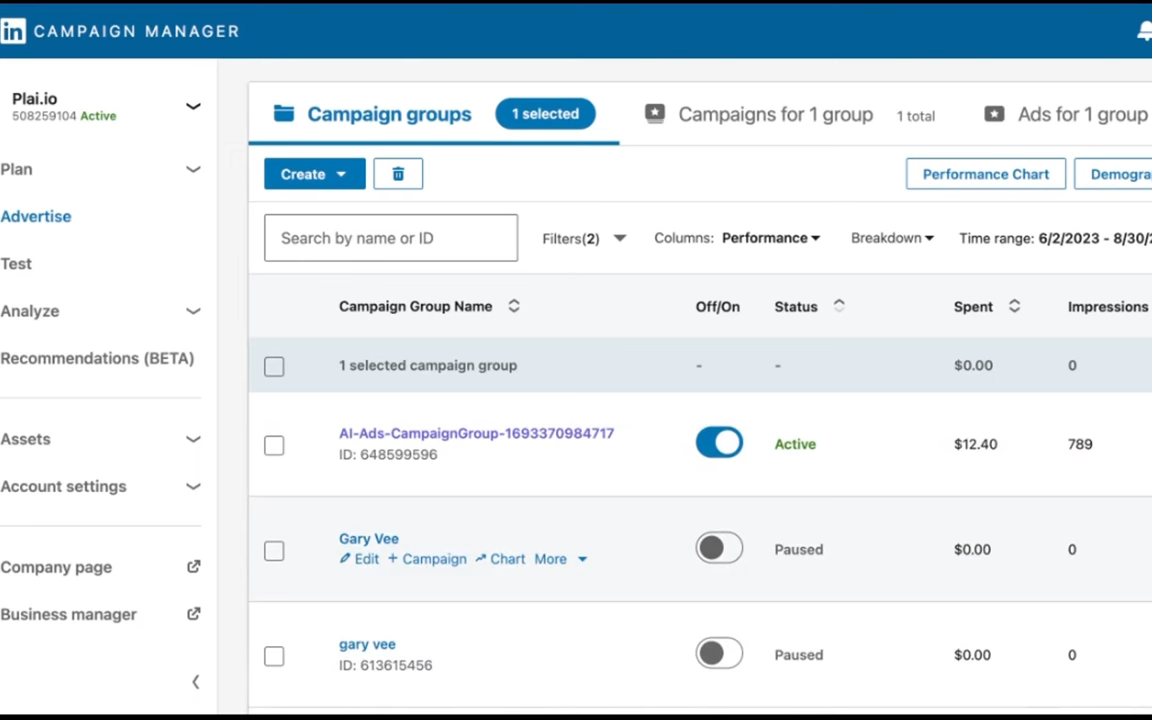 in CAMPAIGN MANAGER
Plai.io
508259104 Active
Plan
Advertise
Test
Analyze
Recommendations (BETA)
Assets
Account settings
Company page
Business manager
Campaign groups 1 selected Campaigns for 1 group 1 total Ads for 1 group
Create Performance Chart Demogra
Search by name or ID Filters(2) Columns: Performance Breakdown Time range: 6/2/2023 - 8/30/2
Campaign Group Name Off/On Status Spent Impressions
1 selected campaign group - - $0.00 0
AI-Ads-CampaignGroup-1693370984717
ID: 648599596 Active $12.40 789
Gary Vee
Edit + Campaign Chart More Paused $0.00 0
gary vee
ID: 613615456 Paused $0.00 0